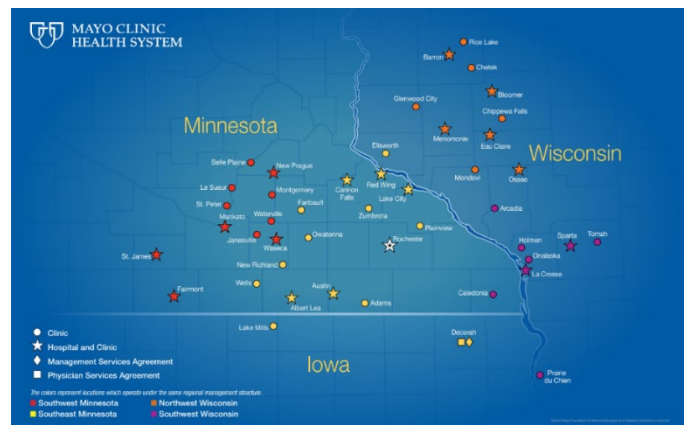 MAYO CLINIC
HEALTH SYSTEM
Rice Lake
Barron
Chetek
Bloomer
Glenwood City
Chippewa Falls
Minnesota
Menomonie
Eau Claire
Ellsworth
Wisconsin
Belle Plaine
New Prague
Mondovi
Osseo
Cannon
Falls
Red Wing
Le Sueur
Montgomery
Lake City
St. Peter
Faribault
Zumbrota
Arcadia
Mankato
Waterville
Plainview
Janesville
Waseca
Owatonna
Rochester
Holmen
Sparta
Tomah
St. James
Onalaska
New Richland
La Crosse
Fairmont
Wells
Austin
Albert Lea
Adams
Caledonia
Lake Mills
Decorah
Iowa
Prairie
du Chien
Clinic
Hospital and Clinic
Management Services Agreement
Physician Services Agreement
The colors represent locations which operate under the same regional management structure.
Southwest Minnesota
Northwest Wisconsin
Southeast Minnesota
Southwest Wisconsin